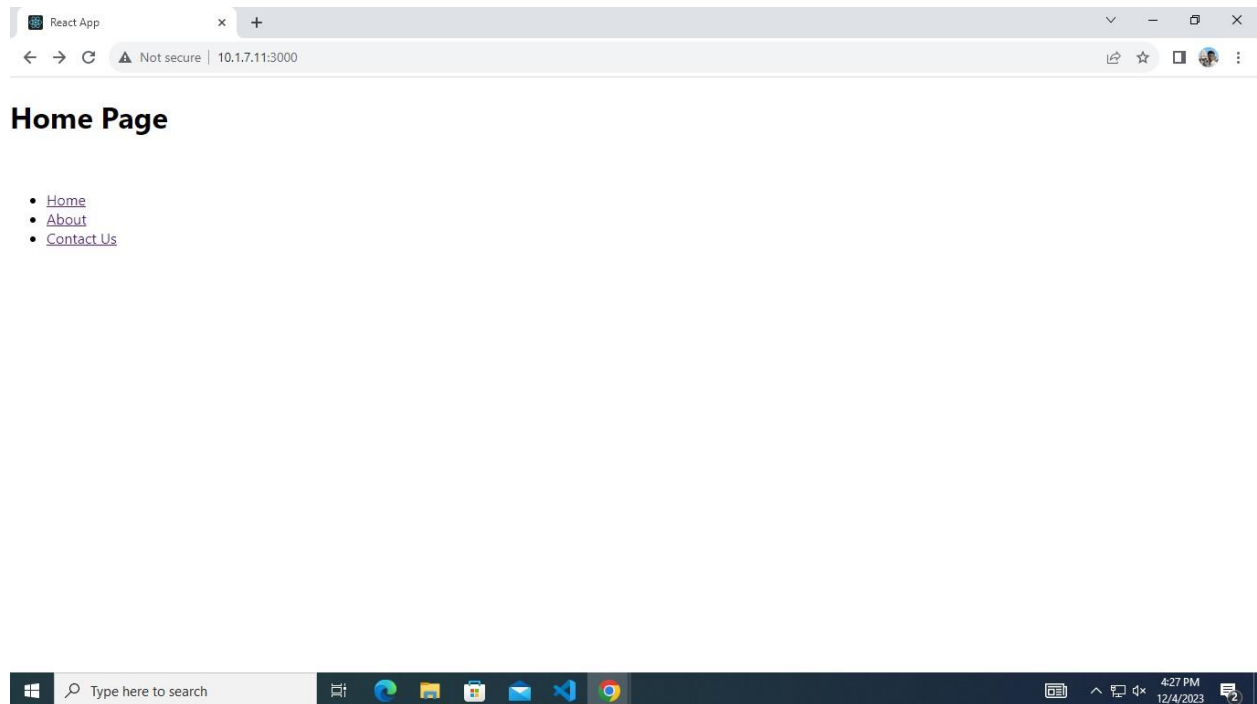 React App
Not secure | 10.1.7.11:3000
Home Page
Home
About
Contact Us
Type here to search
4:27 PM
12/4/2023
2